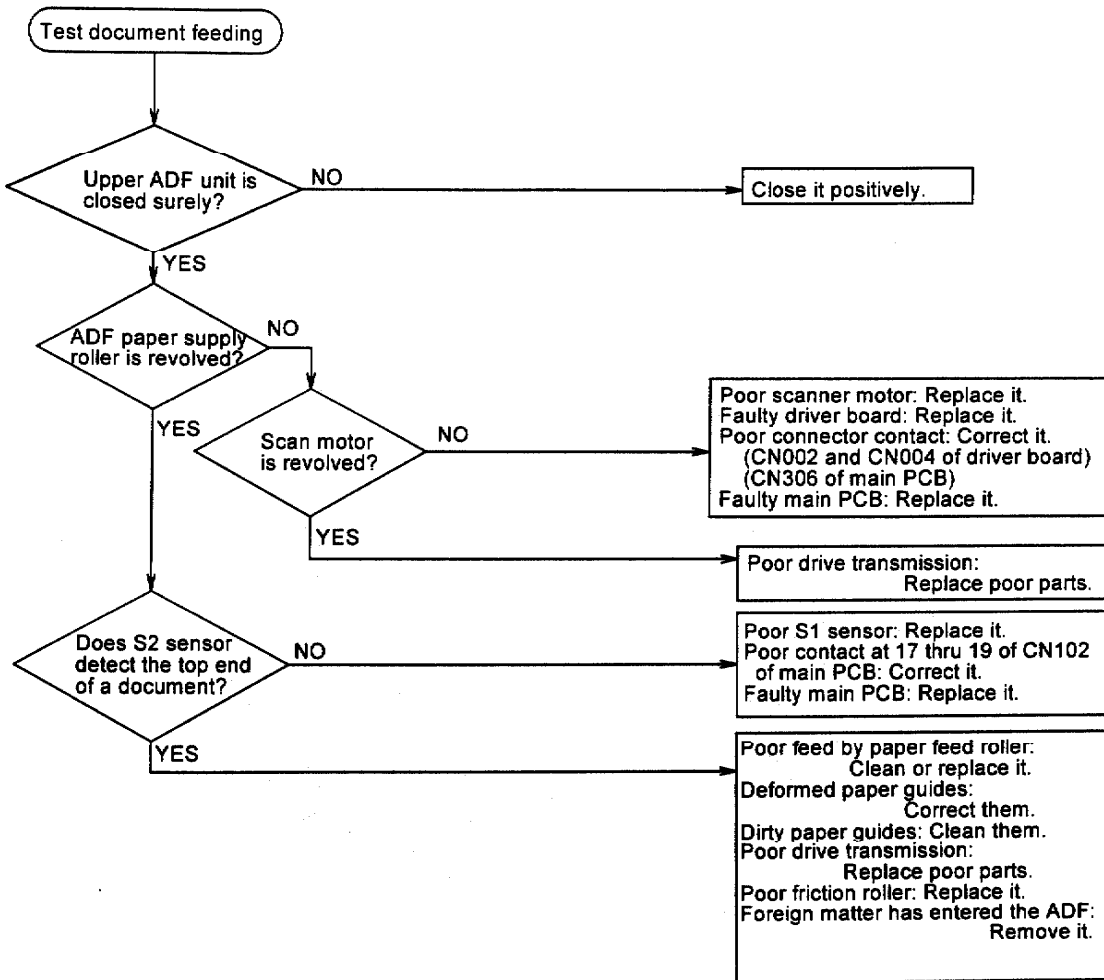 Test document feeding
Upper ADF unit is
closed surely?
NO
Close it positively.
YES
ADF paper supply
roller is revolved?
NO
YES
Scan motor
is revolved?
NO
Poor scanner motor: Replace it.
Faulty driver board: Replace it.
Poor connector contact: Correct it.
(CN002 and CN004 of driver board)
(CN306 of main PCB)
Faulty main PCB: Replace it.
YES
Poor drive transmission:
Replace poor parts.
Does S2 sensor
detect the top end
of a document?
NO
Poor S1 sensor: Replace it.
Poor contact at 17 thru 19 of CN102
of main PCB: Correct it.
Faulty main PCB: Replace it.
YES
Poor feed by paper feed roller:
Clean or replace it.
Deformed paper guides:
Correct them.
Dirty paper guides: Clean them.
Poor drive transmission:
Replace poor parts.
Poor friction roller: Replace it.
Foreign matter has entered the ADF:
Remove it.